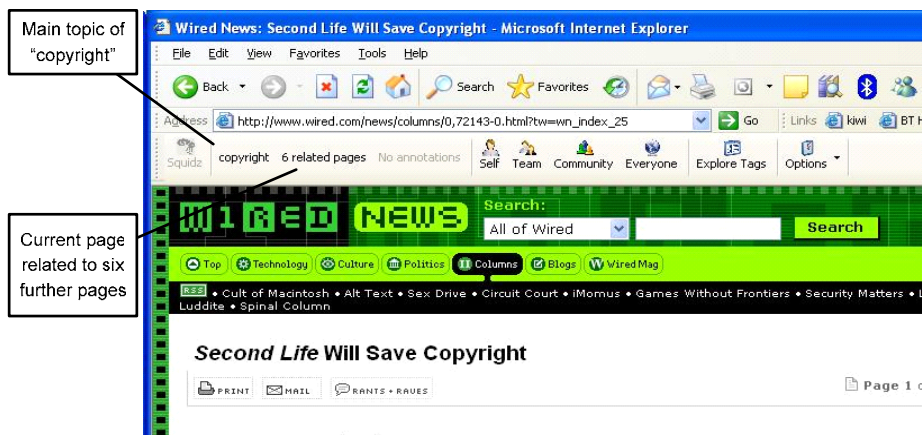 Main topic of
“copyright”
Current page
related to six
further pages
Wired News: Second Life Will Save Copyright - Microsoft Internet Explorer
File Edit View Favorites Tools Help
Back Search Favorites
Address http://www.wired.com/news/columns/0,72143-0.html?tw=wn_index_25 Go Links kiwi BT H
Squidz copyright 6 related pages No annotations Self Team Community Everyone Explore Tags Options
WIRED NEWS
Search:
All of Wired Search
Top Technology Culture Politics Columns Blogs Wired Mag
RSS • Cult of Macintosh • Alt Text • Sex Drive • Circuit Court • iMomus • Games Without Frontiers • Security Matters • L
Luddite • Spinal Column
Second Life Will Save Copyright
PRINT MAIL RANTS + RAVES Page 1 o